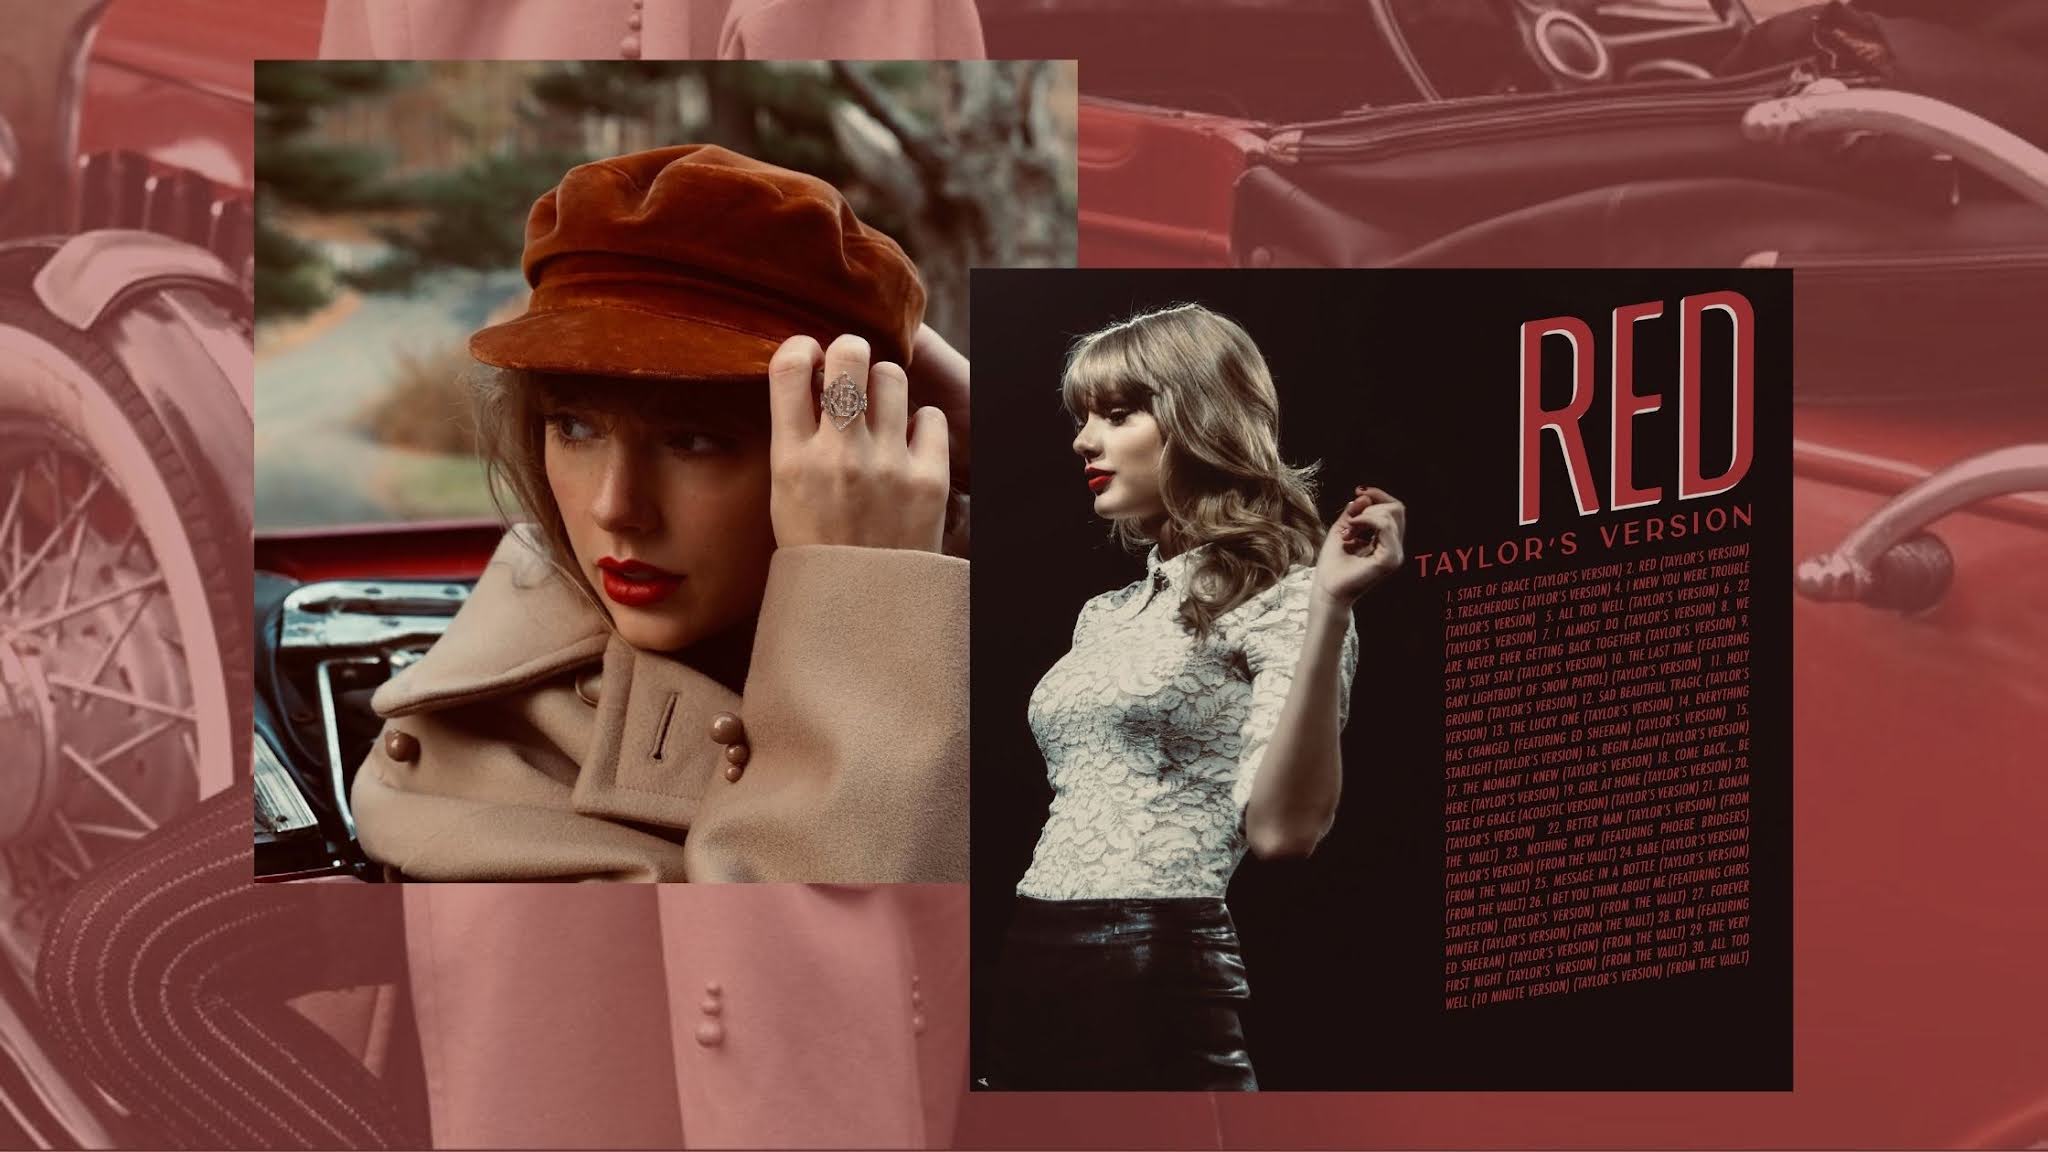 RED
RED
TAYLOR'S VERSION
1. STATE OF GRACE (TAYLOR'S VERSION) 2. RED (TAYLOR'S VERSION)
3. TREACHEROUS (TAYLOR'S VERSION) 4. I KNEW YOU WERE TROUBLE
(TAYLOR'S VERSION) 5. ALL TOO WELL (TAYLOR'S VERSION) 6. 22
(TAYLOR'S VERSION) 7. I ALMOST DO (TAYLOR'S VERSION) 8. WE
ARE NEVER EVER GETTING BACK TOGETHER (TAYLOR'S VERSION) 9.
STAY STAY STAY (TAYLOR'S VERSION) 10. THE LAST TIME (FEATURING
GARY LIGHTBODY OF SNOW PATROL) (TAYLOR'S VERSION) 11. HOLY
GROUND (TAYLOR'S VERSION) 12. SAD BEAUTIFUL TRAGIC (TAYLOR'S
VERSION) 13. THE LUCKY ONE (TAYLOR'S VERSION) 14. EVERYTHING
HAS CHANGED (FEATURING ED SHEERAN) (TAYLOR'S VERSION) 15.
STARLIGHT (TAYLOR'S VERSION) 16. BEGIN AGAIN (TAYLOR'S VERSION)
17. THE MOMENT I KNEW (TAYLOR'S VERSION) 18. COME BACK... BE
HERE (TAYLOR'S VERSION) 19. GIRL AT HOME (TAYLOR'S VERSION) 20.
STATE OF GRACE (ACOUSTIC VERSION) (TAYLOR'S VERSION) 21. RONAN
(TAYLOR'S VERSION) 22. BETTER MAN (TAYLOR'S VERSION) (FROM
THE VAULT) 23. NOTHING NEW (FEATURING PHOEBE BRIDGERS)
(TAYLOR'S VERSION) (FROM THE VAULT) 24. BABE (TAYLOR'S VERSION)
(FROM THE VAULT) 25. MESSAGE IN A BOTTLE (TAYLOR'S VERSION)
(FROM THE VAULT) 26. I BET YOU THINK ABOUT ME (FEATURING CHRIS
STAPLETON) (TAYLOR'S VERSION) (FROM THE VAULT) 27. FOREVER
WINTER (TAYLOR'S VERSION) (FROM THE VAULT) 28. RUN (FEATURING
ED SHEERAN) (TAYLOR'S VERSION) (FROM THE VAULT) 29. THE VERY
FIRST NIGHT (TAYLOR'S VERSION) (FROM THE VAULT) 30. ALL TOO
WELL (10 MINUTE VERSION) (TAYLOR'S VERSION) (FROM THE VAULT)